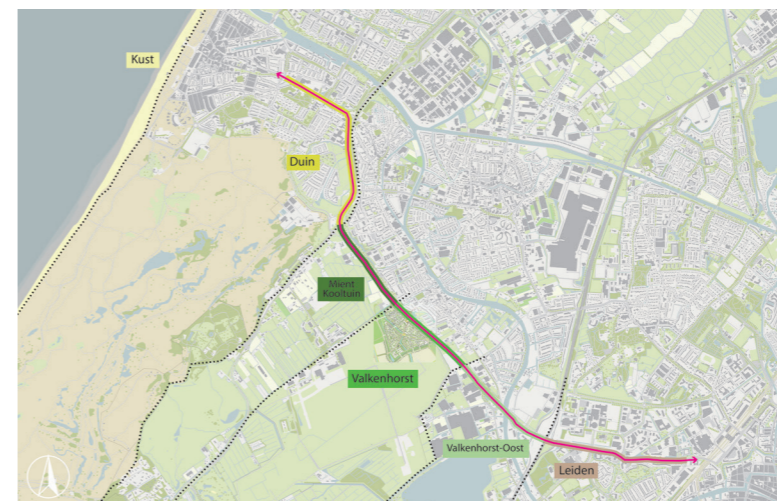 Kust
Duin
Mient
Kooltuin
Valkenhorst
Valkenhorst-Oost
Leiden